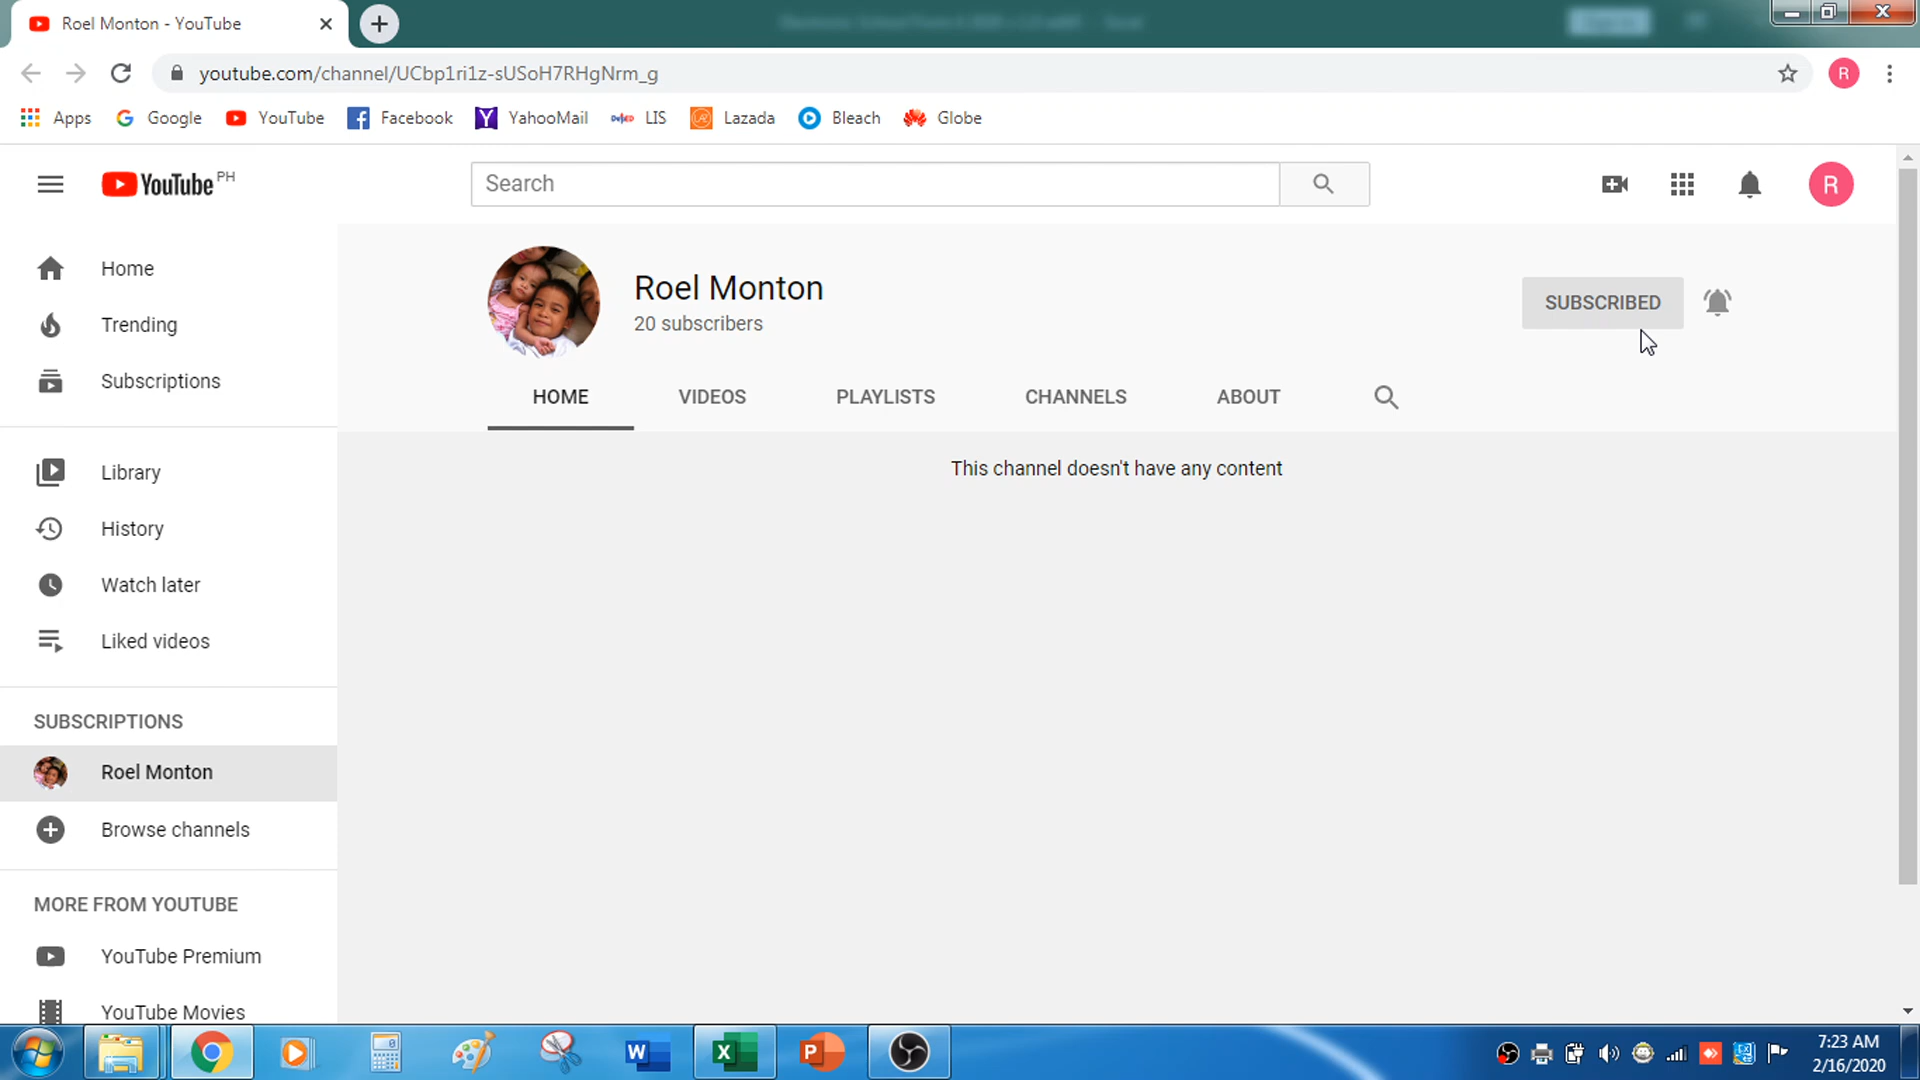 Roel Monton - YouTube
youtube.com/channel/UCbp1ri1z-sUSoH7RHgNrm_g
R
Apps Google YouTube Facebook YahooMail LIS Lazada Bleach Globe
YouTube PH
Search
R
Home
Trending
Subscriptions
Library
History
Watch later
Liked videos
SUBSCRIPTIONS
Roel Monton
Browse channels
MORE FROM YOUTUBE
YouTube Premium
YouTube Movies
Roel Monton
20 subscribers
SUBSCRIBED
HOME VIDEOS PLAYLISTS CHANNELS ABOUT
This channel doesn't have any content
7:23 AM
2/16/2020